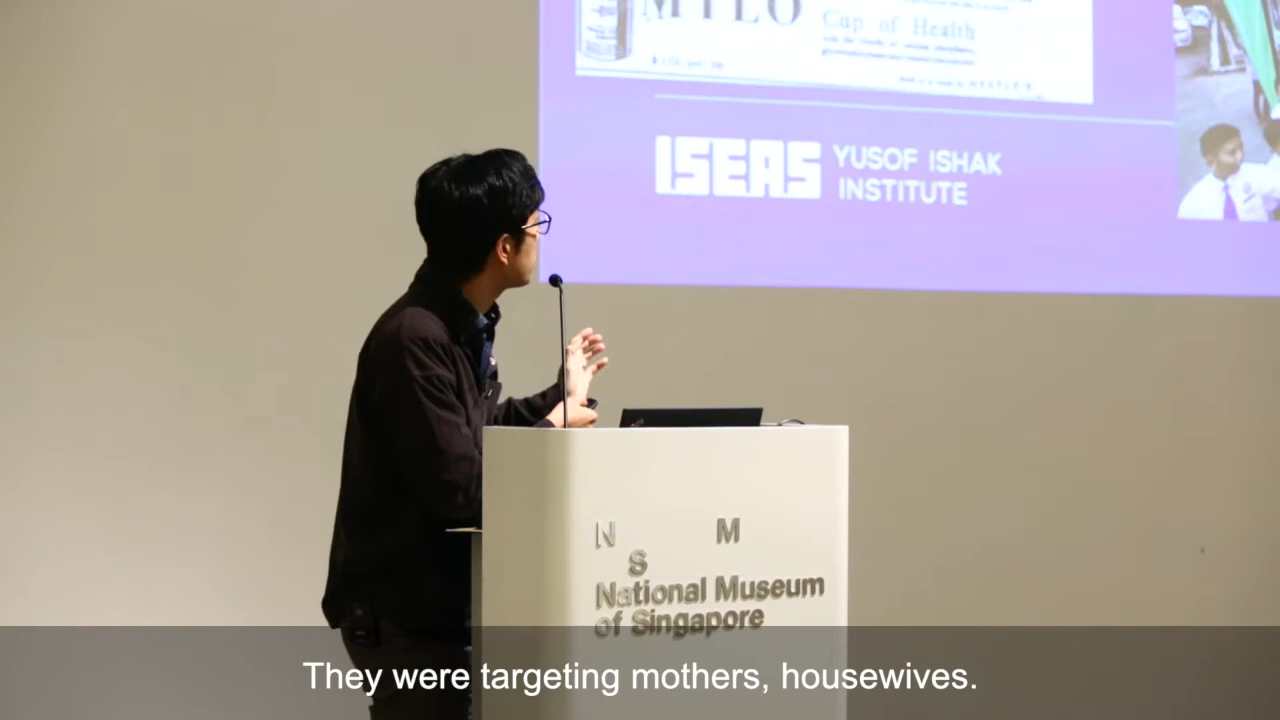 MILO
Cup of Health
ISEAS YUSOF ISHAK
INSTITUTE
N M
S
National Museum
of Singapore
They were targeting mothers, housewives.